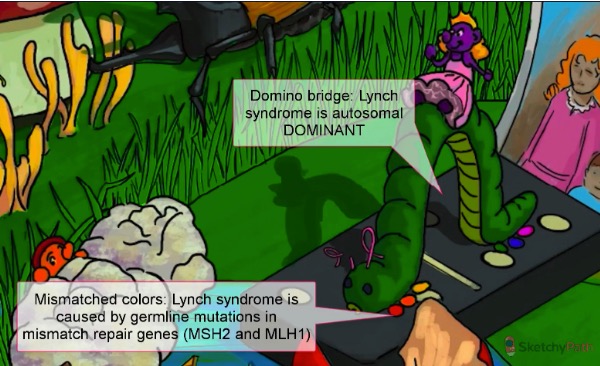 Domino bridge: Lynch
syndrome is autosomal
DOMINANT
Mismatched colors: Lynch syndrome is
caused by germline mutations in
mismatch repair genes (MSH2 and MLH1)
SketchyPath